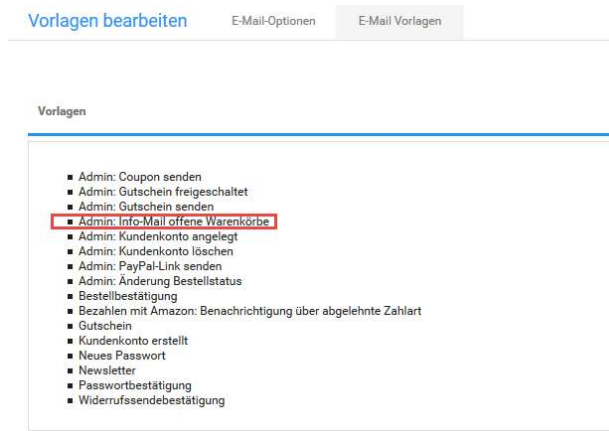 Vorlagen bearbeiten E-Mail-Optionen E-Mail Vorlagen
Vorlagen
Admin: Coupon senden
Admin: Gutschein freigeschaltet
Admin: Gutschein senden
Admin: Info-Mail offene Warenkörbe
Admin: Kundenkonto angelegt
Admin: Kundenkonto löschen
Admin: PayPal-Link senden
Admin: Änderung Bestellstatus
Bestellbestätigung
Bezahlen mit Amazon: Benachrichtigung über abgelehnte Zahlart
Gutschein
Kundenkonto erstellt
Neues Passwort
Newsletter
Passwortbestätigung
Widerrufssendebestätigung